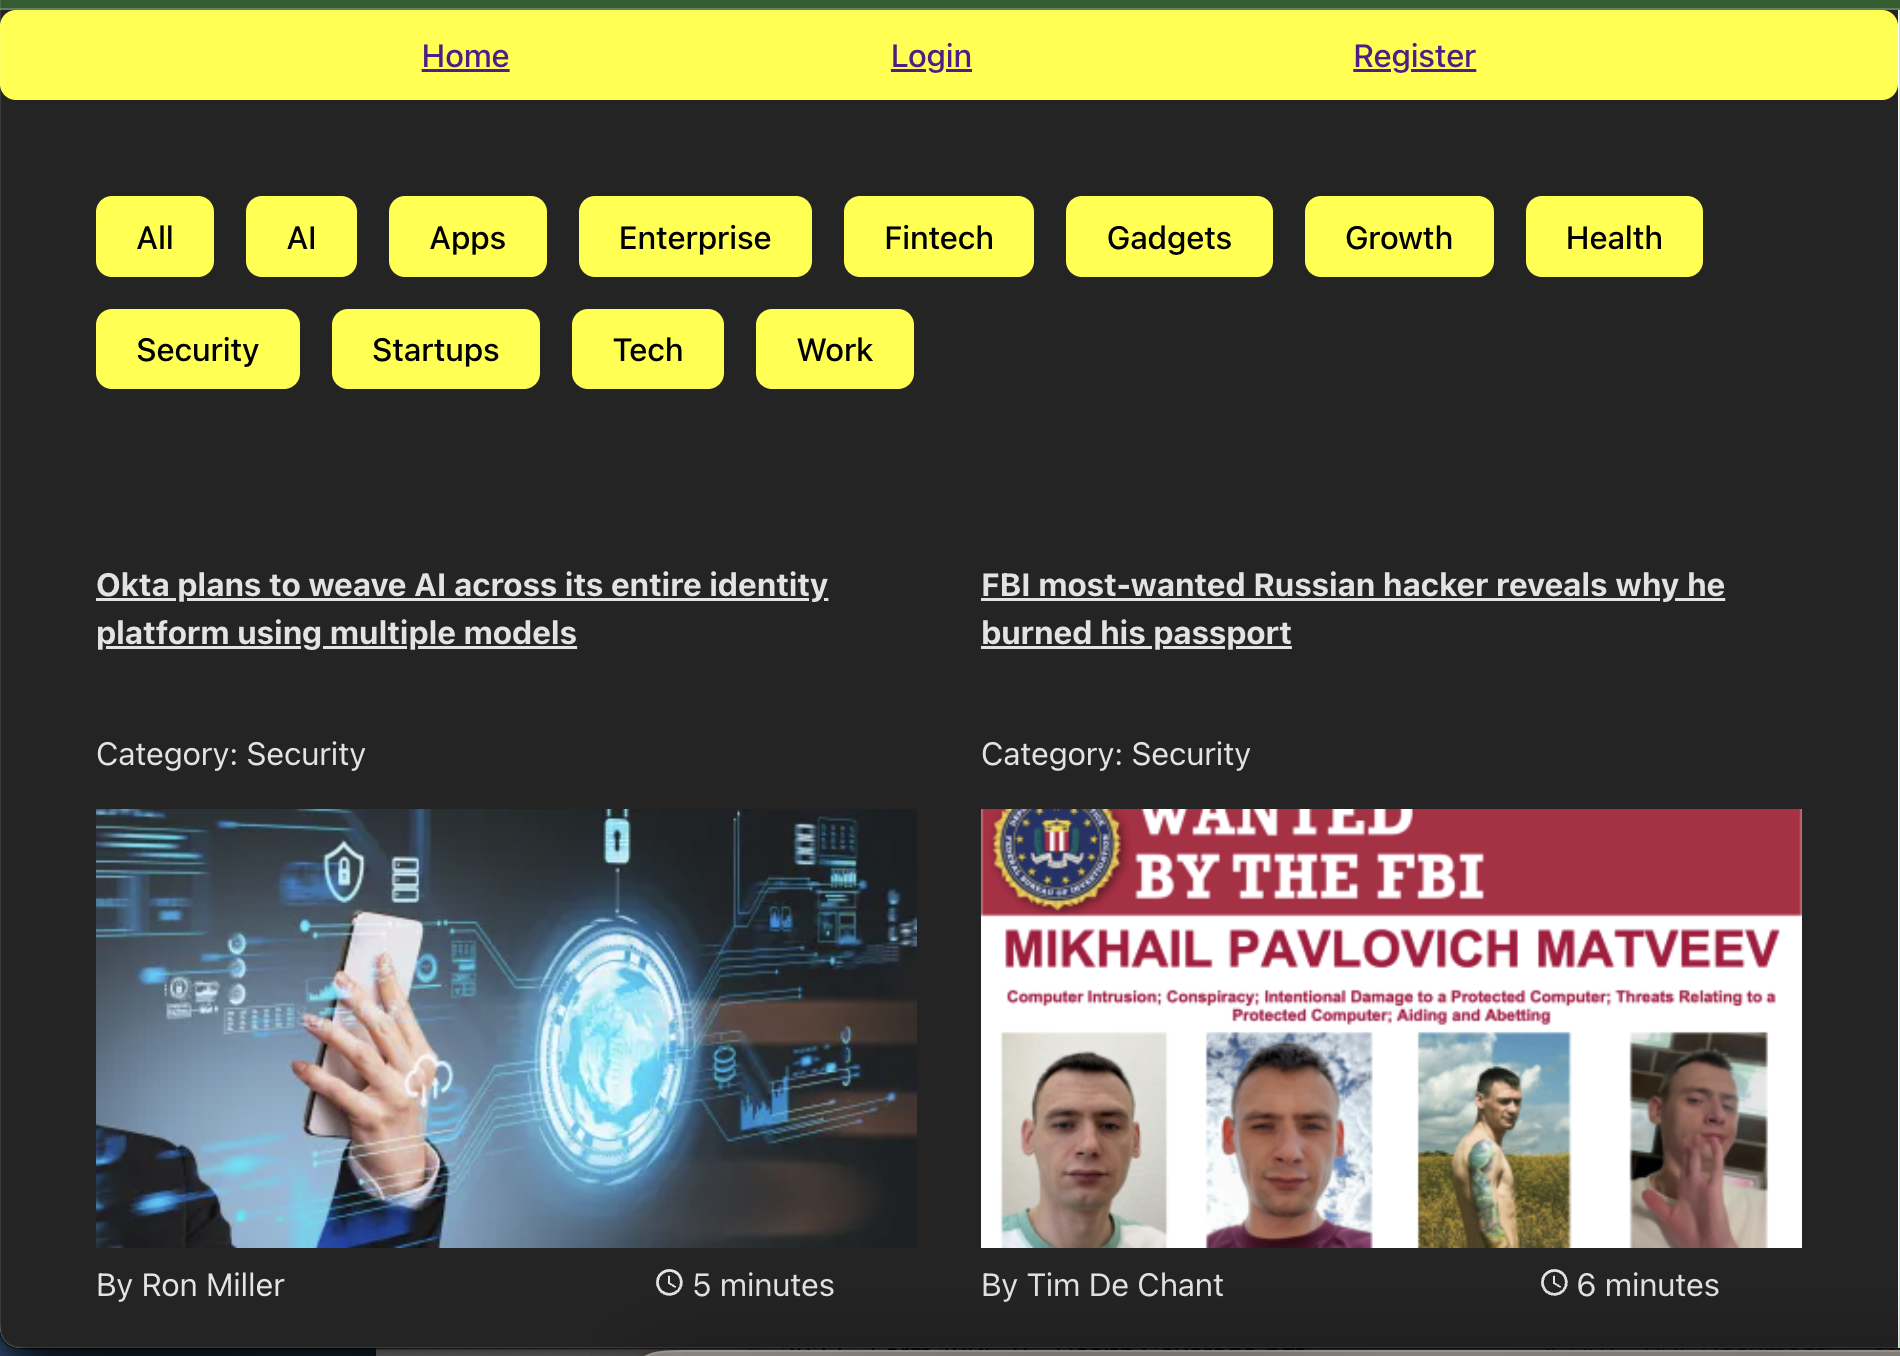 Home
Login
Register
All
AI
Apps
Enterprise
Fintech
Gadgets
Growth
Health
Security
Startups
Tech
Work
Okta plans to weave AI across its entire identity
platform using multiple models
FBI most-wanted Russian hacker reveals why he
burned his passport
Category: Security
Category: Security
WANTED
BY THE FBI
MIKHAIL PAVLOVICH MATVEEV
Computer Intrusion; Conspiracy; Intentional Damage to a Protected Computer; Threats Relating to a
Protected Computer; Aiding and Abetting
By Ron Miller
5 minutes
By Tim De Chant
6 minutes